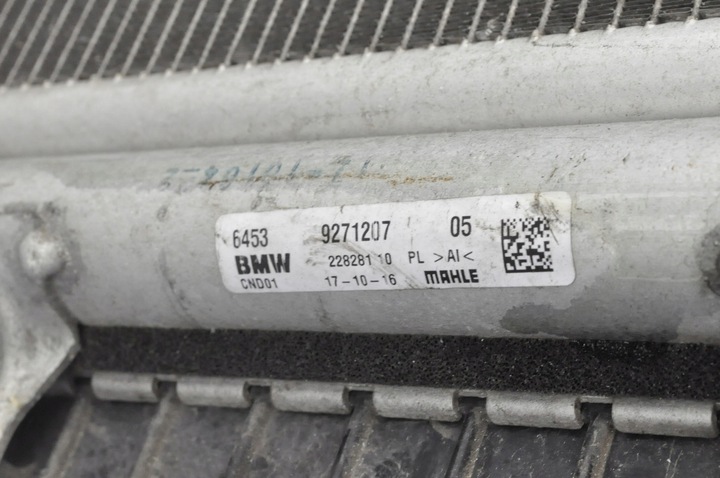 6453 9271207 05
BMW 228281 10 PL >Al<
CND01 17-10-16 MAHLE